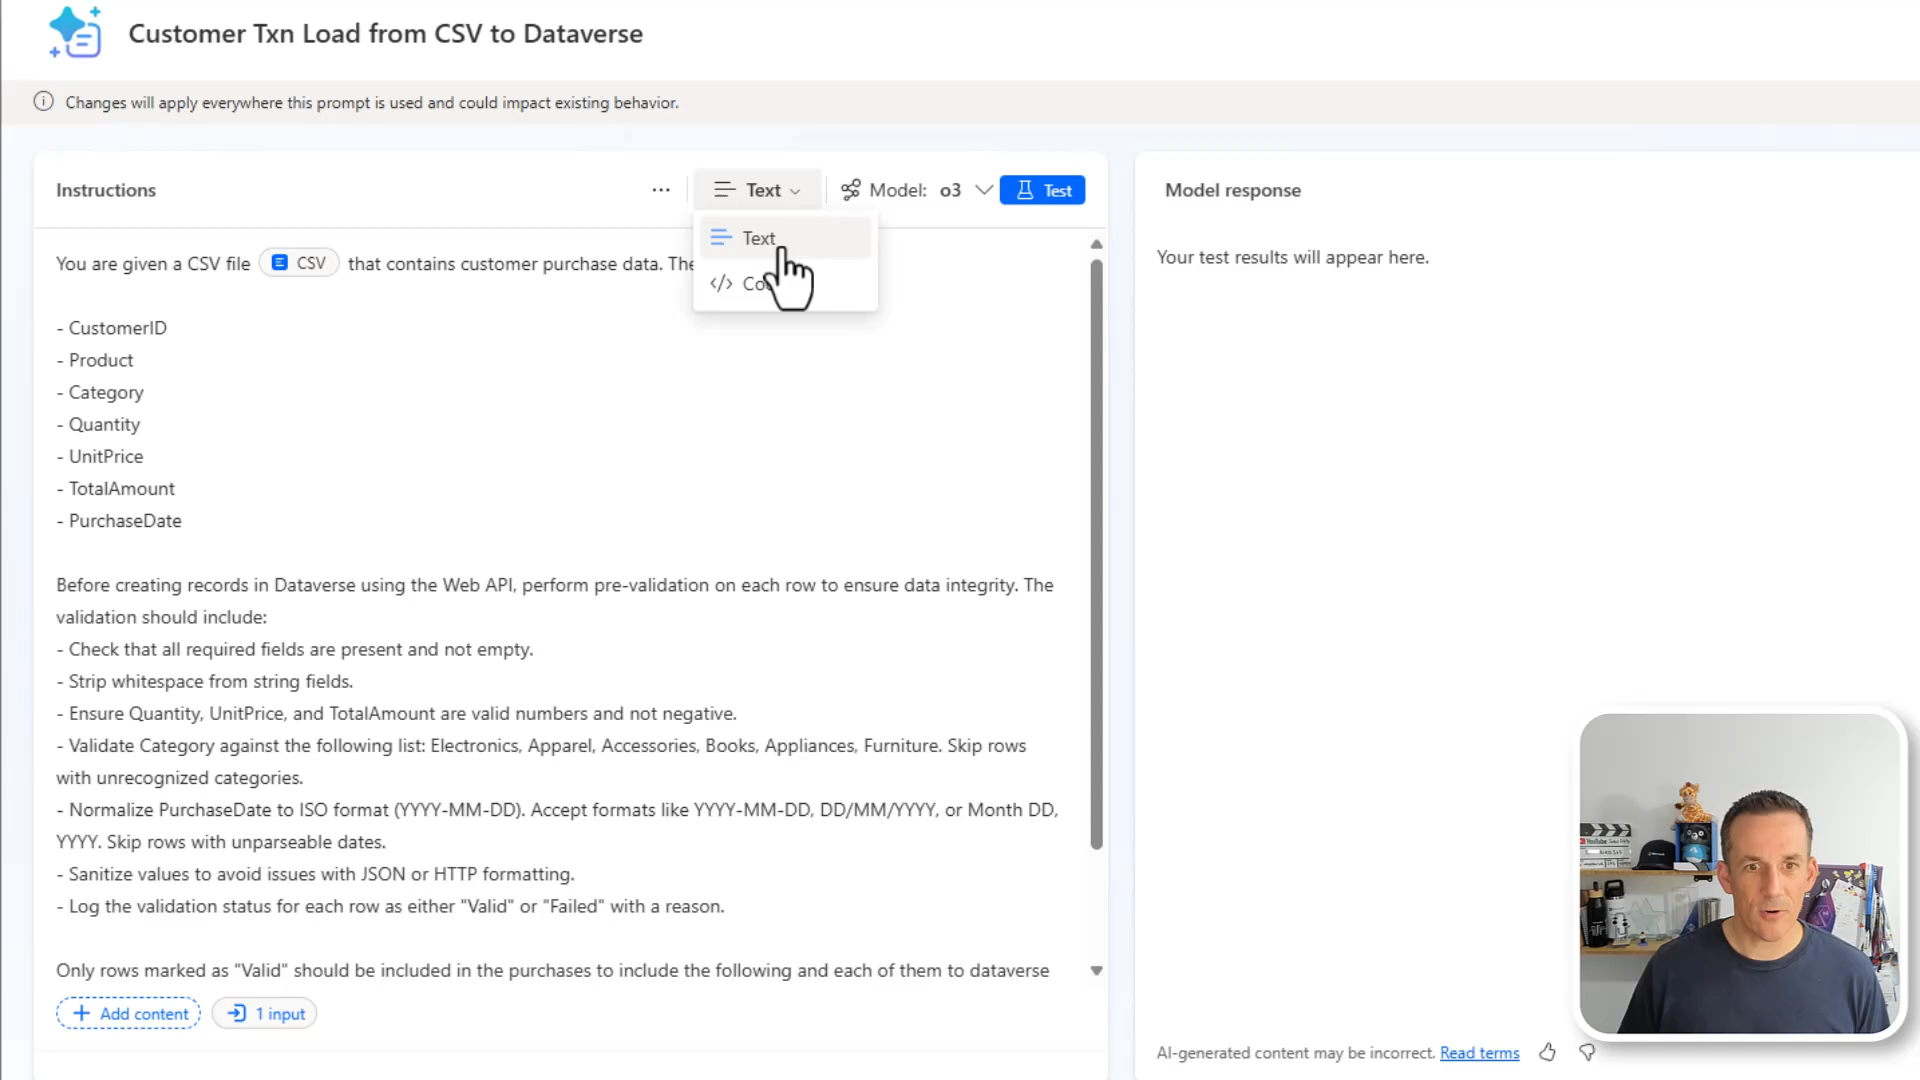 Customer Txn Load from CSV to Dataverse
Changes will apply everywhere this prompt is used and could impact existing behavior.
Instructions
Text
Model: o3
Test
Text
You are given a CSV file CSV that contains customer purchase data.
- CustomerID
- Product
- Category
- Quantity
- UnitPrice
- TotalAmount
- PurchaseDate
Before creating records in Dataverse using the Web API, perform pre-validation on each row to ensure data integrity. The
validation should include:
- Check that all required fields are present and not empty.
- Strip whitespace from string fields.
- Ensure Quantity, UnitPrice, and TotalAmount are valid numbers and not negative.
- Validate Category against the following list: Electronics, Apparel, Accessories, Books, Appliances, Furniture. Skip rows
with unrecognized categories.
- Normalize PurchaseDate to ISO format (YYYY-MM-DD). Accept formats like YYYY-MM-DD, DD/MM/YYYY, or Month DD,
YYYY. Skip rows with unparseable dates.
- Sanitize values to avoid issues with JSON or HTTP formatting.
- Log the validation status for each row as either "Valid" or "Failed" with a reason.
Only rows marked as "Valid" should be included in the purchases to include the following and each of them to dataverse
Add content
1 input
Model response
Your test results will appear here.
AI-generated content may be incorrect. Read terms